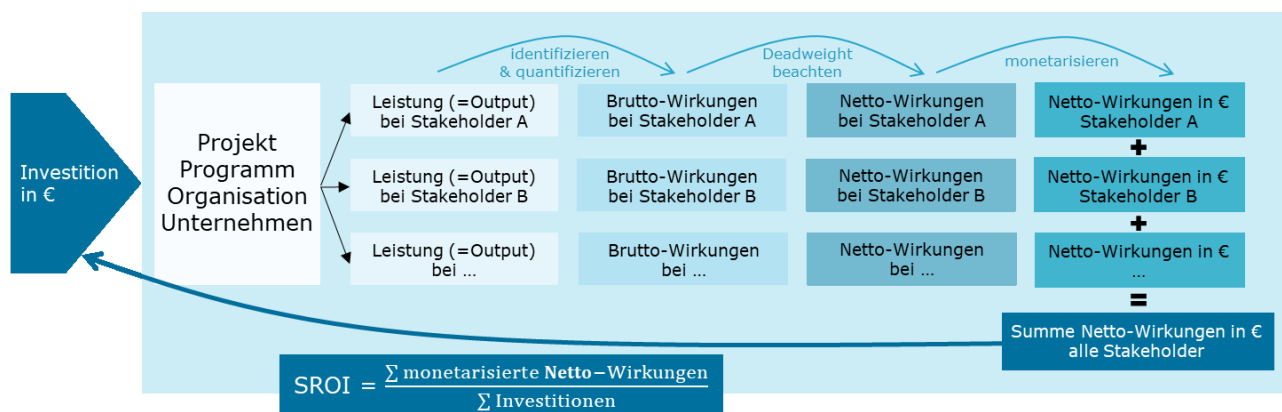 identifizieren
& quantifizieren
Deadweight
beachten
monetarisieren
Investition
in €
Projekt
Programm
Organisation
Unternehmen
Leistung (=Output)
bei Stakeholder A
Brutto-Wirkungen
bei Stakeholder A
Netto-Wirkungen
bei Stakeholder A
Netto-Wirkungen in €
Stakeholder A
+
Leistung (=Output)
bei Stakeholder B
Brutto-Wirkungen
bei Stakeholder B
Netto-Wirkungen
bei Stakeholder B
Netto-Wirkungen in €
Stakeholder B
+
Leistung (=Output)
bei ...
Brutto-Wirkungen
bei ...
Netto-Wirkungen
bei ...
Netto-Wirkungen in €
...
=
Summe Netto-Wirkungen in €
alle Stakeholder
SROI = ∑ monetarisierte Netto−Wirkungen
∑ Investitionen